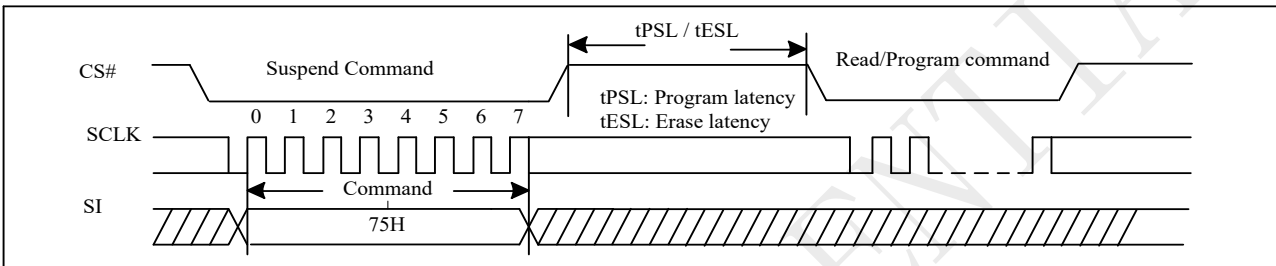 tPSL / tESL
CS#
Suspend Command
Read/Program command
tPSL: Program latency
tESL: Erase latency
0 1 2 3 4 5 6 7
SCLK
Command
SI
75H